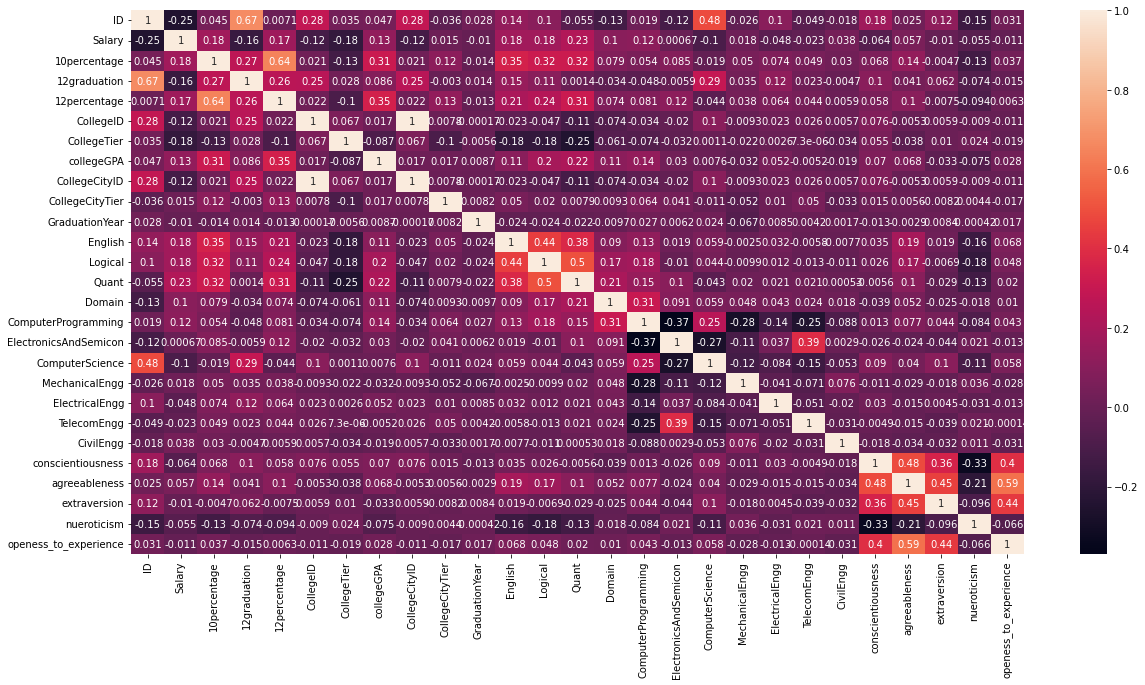 ID 1 -0.25 0.045 0.67 0.0071 0.28 0.035 0.047 0.28 -0.036 0.028 0.14 0.1 -0.055 -0.13 0.019 -0.12 0.48 -0.026 0.1 -0.049 -0.018 0.18 0.025 0.12 -0.15 0.031
Salary -0.25 1 0.18 -0.16 0.17 -0.12 -0.18 0.13 -0.12 0.015 -0.01 0.18 0.18 0.23 0.1 0.12 0.00067 -0.1 0.018 -0.048 -0.023 0.038 -0.064 0.057 -0.01 -0.055 -0.011
10percentage 0.045 0.18 1 0.27 0.64 0.021 -0.13 0.31 0.021 0.12 -0.014 0.35 0.32 0.32 0.079 0.054 0.085 -0.019 0.05 0.074 0.049 0.03 0.068 0.14 -0.0047 -0.13 0.037
12graduation 0.67 -0.16 0.27 1 0.26 0.25 0.028 0.086 0.25 -0.003 0.014 0.15 0.11 0.0014 -0.034 -0.048 -0.0059 0.29 0.035 0.12 0.023 -0.0047 0.1 0.041 0.062 -0.074 -0.015
12percentage 0.0071 0.17 0.64 0.26 1 0.022 -0.1 0.35 0.022 0.13 -0.013 0.21 0.24 0.31 0.074 0.081 0.12 -0.044 0.038 0.064 0.044 0.0059 0.058 0.1 -0.0075 -0.094 0.0063
CollegeID 0.28 -0.12 0.021 0.25 0.022 1 0.067 0.017 1 0.0078 -0.00017 -0.023 -0.047 -0.11 -0.074 -0.034 -0.02 0.1 -0.0093 0.023 0.026 0.0057 0.076 -0.0053 0.0059 -0.009 -0.011
CollegeTier 0.035 -0.18 -0.13 0.028 -0.1 0.067 1 -0.087 0.067 -0.1 -0.0056 -0.18 -0.18 -0.25 -0.061 -0.074 -0.032 0.0011 -0.022 0.0026 7.3e-06 -0.034 0.055 -0.038 0.01 0.024 -0.019
collegeGPA 0.047 0.13 0.31 0.086 0.35 0.017 -0.087 1 0.017 0.017 0.0087 0.11 0.2 0.22 0.11 0.14 0.03 0.0076 -0.032 0.052 -0.0052 -0.019 0.07 0.068 -0.033 -0.075 0.028
CollegeCityID 0.28 -0.12 0.021 0.25 0.022 1 0.067 0.017 1 0.0078 -0.00017 -0.023 -0.047 -0.11 -0.074 -0.034 -0.02 0.1 -0.0093 0.023 0.026 0.0057 0.076 -0.0053 0.0059 -0.009 -0.011
CollegeCityTier -0.036 0.015 0.12 -0.003 0.13 0.0078 -0.1 0.017 0.0078 1 0.0082 0.05 0.02 0.0079 0.0093 0.064 0.041 -0.011 -0.052 0.01 0.05 -0.033 0.015 0.0056 -0.0082 0.0044 -0.017
GraduationYear 0.028 -0.01 -0.014 0.014 -0.013 -0.00017 -0.0056 0.0087 -0.00017 0.0082 1 -0.024 -0.024 -0.022 -0.0097 0.027 0.0062 0.024 -0.067 0.0085 0.0042 0.0017 -0.013 -0.0029 0.0084 -0.00042 0.017
English 0.14 0.18 0.35 0.15 0.21 -0.023 -0.18 0.11 -0.023 0.05 -0.024 1 0.44 0.38 0.09 0.13 0.019 0.059 -0.0025 0.032 -0.0058 -0.0077 0.035 0.19 0.019 -0.16 0.068
Logical 0.1 0.18 0.32 0.11 0.24 -0.047 -0.18 0.2 -0.047 0.02 -0.024 0.44 1 0.5 0.17 0.18 -0.01 0.044 -0.0099 0.012 -0.013 -0.011 0.026 0.17 -0.0069 -0.18 0.048
Quant -0.055 0.23 0.32 0.0014 0.31 -0.11 -0.25 0.22 -0.11 0.0079 -0.022 0.38 0.5 1 0.21 0.15 0.1 -0.043 0.02 0.021 0.021 0.00053 -0.0056 0.1 -0.029 -0.13 0.02
Domain -0.13 0.1 0.079 -0.034 0.074 -0.074 -0.061 0.11 -0.074 0.0093 -0.0097 0.09 0.17 0.21 1 0.31 0.091 0.059 0.048 0.043 0.024 0.018 -0.039 0.052 -0.025 -0.018 0.01
ComputerProgramming 0.019 0.12 0.054 -0.048 0.081 -0.034 -0.074 0.14 -0.034 0.064 0.027 0.13 0.18 0.15 0.31 1 -0.37 0.25 -0.28 -0.14 -0.25 -0.088 0.013 0.077 0.044 -0.084 0.043
ElectronicsAndSemicon -0.12 0.00067 0.085 -0.0059 0.12 -0.02 -0.032 0.03 -0.02 0.041 0.0062 0.019 -0.01 0.1 0.091 -0.37 1 -0.27 -0.11 0.037 0.39 0.0029 -0.026 -0.024 -0.044 0.021 -0.013
ComputerScience 0.48 -0.1 -0.019 0.29 -0.044 0.1 0.0011 0.0076 0.1 -0.011 0.024 0.059 0.044 -0.043 0.059 0.25 -0.27 1 -0.12 -0.084 -0.15 -0.053 0.09 0.04 0.1 -0.11 0.058
MechanicalEngg -0.026 0.018 0.05 0.035 0.038 -0.0093 -0.022 -0.032 -0.0093 -0.052 -0.067 -0.0025 -0.0099 0.02 0.048 -0.28 -0.11 -0.12 1 -0.041 -0.071 0.076 -0.011 -0.029 -0.018 0.036 -0.028
ElectricalEngg 0.1 -0.048 0.074 0.12 0.064 0.023 0.0026 0.052 0.023 0.01 0.0085 0.032 0.012 0.021 0.043 -0.14 0.037 -0.084 -0.041 1 -0.051 -0.02 0.03 -0.015 0.0045 -0.031 -0.013
TelecomEngg -0.049 -0.023 0.049 0.023 0.044 0.026 7.3e-06 -0.0052 0.026 0.05 0.0042 -0.0058 -0.013 0.021 0.024 -0.25 0.39 -0.15 -0.071 -0.051 1 -0.031 -0.0049 -0.015 -0.039 0.021 -0.00014
CivilEngg -0.018 0.038 0.03 -0.0047 0.0059 0.0057 -0.034 -0.019 0.0057 -0.033 0.0017 -0.0077 -0.011 0.00053 0.018 -0.088 0.0029 -0.053 0.076 -0.02 -0.031 1 -0.018 -0.034 -0.032 0.011 -0.031
conscientiousness 0.18 -0.064 0.068 0.1 0.058 0.076 0.055 0.07 0.076 0.015 -0.013 0.035 0.026 -0.0056 -0.039 0.013 -0.026 0.09 -0.011 0.03 -0.0049 -0.018 1 0.48 0.36 -0.33 0.4
agreeableness 0.025 0.057 0.14 0.041 0.1 -0.0053 -0.038 0.068 -0.0053 0.0056 -0.0029 0.19 0.17 0.1 0.052 0.077 -0.024 0.04 -0.029 -0.015 -0.015 -0.034 0.48 1 0.45 -0.21 0.59
extraversion 0.12 -0.01 -0.0047 0.062 -0.0075 0.0059 0.01 -0.033 0.0059 -0.0082 0.0084 0.019 -0.0069 -0.029 -0.025 0.044 -0.044 0.1 -0.018 0.0045 -0.039 -0.032 0.36 0.45 1 -0.096 0.44
nueroticism -0.15 -0.055 -0.13 -0.074 -0.094 -0.009 0.024 -0.075 -0.009 0.0044 -0.00042 -0.16 -0.18 -0.13 -0.018 -0.084 0.021 -0.11 0.036 -0.031 0.021 0.011 -0.33 -0.21 -0.096 1 -0.066
openess_to_experience 0.031 -0.011 0.037 -0.015 0.0063 -0.011 -0.019 0.028 -0.011 -0.017 0.017 0.068 0.048 0.02 0.01 0.043 -0.013 0.058 -0.028 -0.013 -0.00014 -0.031 0.4 0.59 0.44 -0.066 1
ID Salary 10percentage 12graduation 12percentage CollegeID CollegeTier collegeGPA CollegeCityID CollegeCityTier GraduationYear English Logical Quant Domain ComputerProgramming ElectronicsAndSemicon ComputerScience MechanicalEngg ElectricalEngg TelecomEngg CivilEngg conscientiousness agreeableness extraversion nueroticism openess_to_experience
1.0
0.8
0.6
0.4
0.2
0.0
−0.2